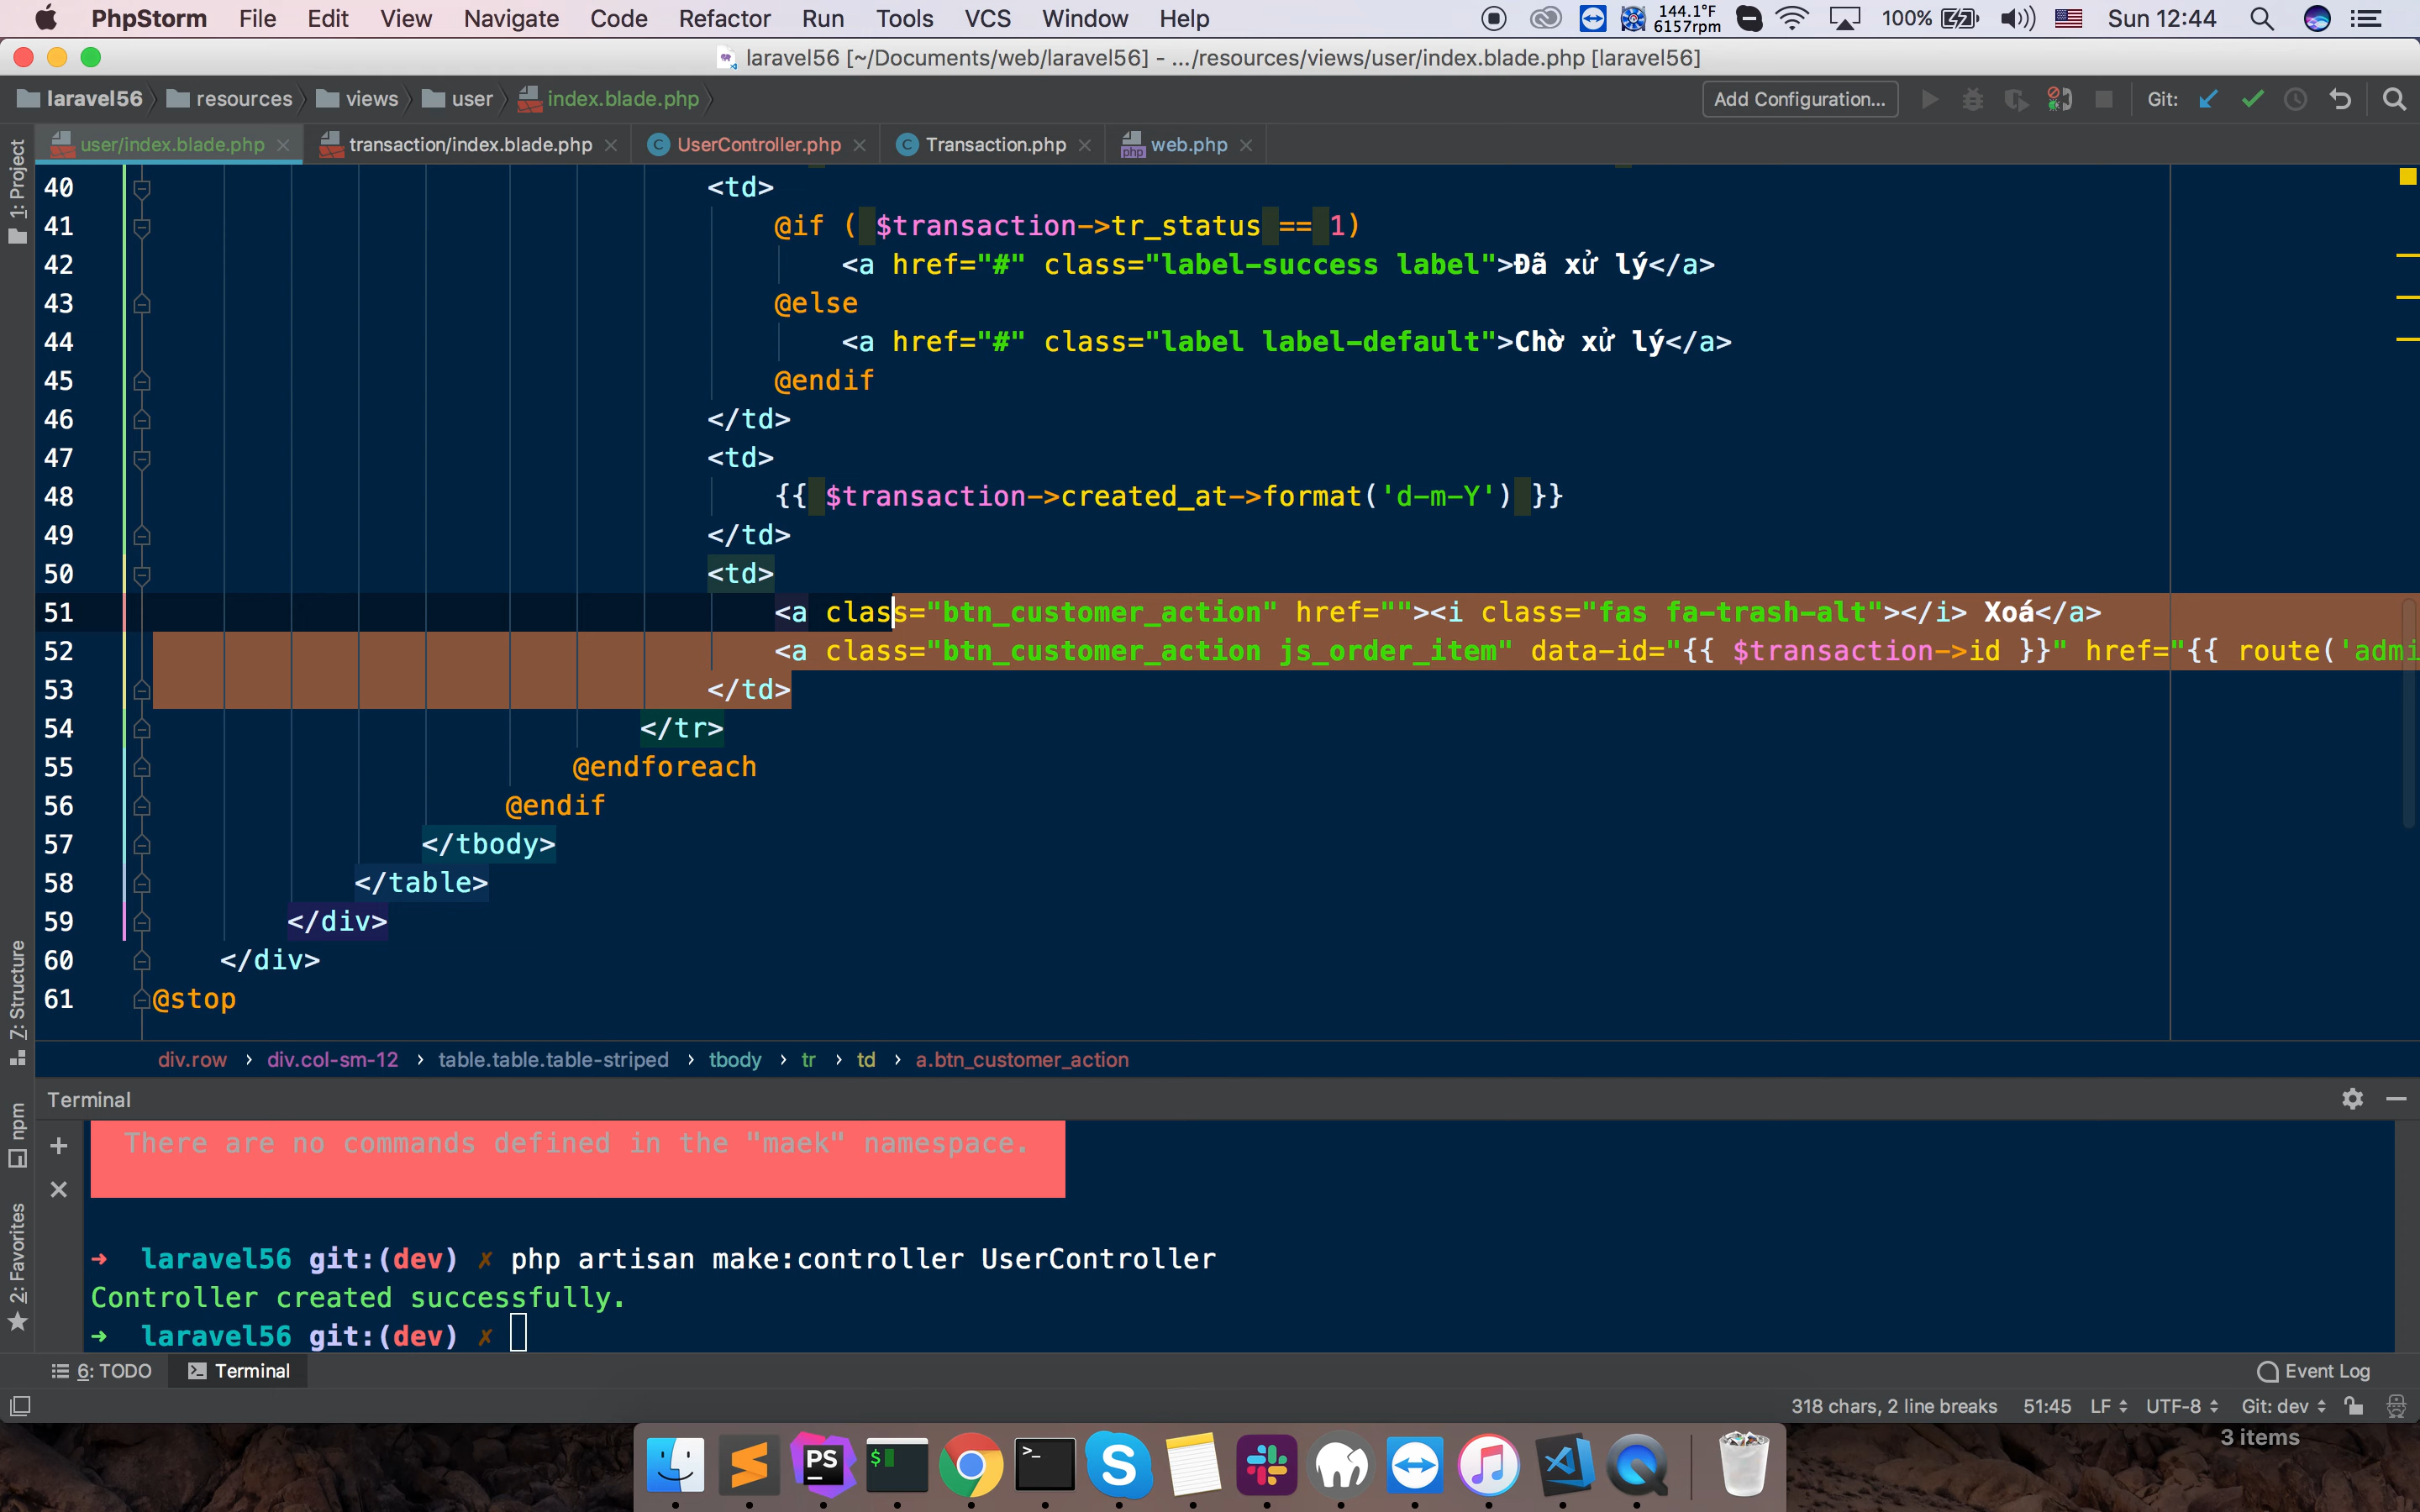 PhpStorm File Edit View Navigate Code Refactor Run Tools VCS Window Help 144.1°F 6157rpm 100% Sun 12:44
laravel56 [~/Documents/web/laravel56] - .../resources/views/user/index.blade.php [laravel56]
laravel56 resources views user index.blade.php Add Configuration... Git:
user/index.blade.php transaction/index.blade.php UserController.php Transaction.php web.php
1: Project
7: Structure
npm
2: Favorites
40 <td>
41 @if ( $transaction->tr_status == 1)
42 <a href="#" class="label-success label">Đã xử lý</a>
43 @else
44 <a href="#" class="label label-default">Chờ xử lý</a>
45 @endif
46 </td>
47 <td>
48 {{ $transaction->created_at->format('d-m-Y') }}
49 </td>
50 <td>
51 <a class="btn_customer_action" href=""><i class="fas fa-trash-alt"></i> Xoá</a>
52 <a class="btn_customer_action js_order_item" data-id="{{ $transaction->id }}" href="{{ route('admi
53 </td>
54 </tr>
55 @endforeach
56 @endif
57 </tbody>
58 </table>
59 </div>
60 </div>
61 @stop
div.row › div.col-sm-12 › table.table.table-striped › tbody › tr › td › a.btn_customer_action
Terminal
There are no commands defined in the "maek" namespace.
➜ laravel56 git:(dev) ✗ php artisan make:controller UserController
Controller created successfully.
➜ laravel56 git:(dev) ✗
6: TODO Terminal Event Log
318 chars, 2 line breaks 51:45 LF UTF-8 Git: dev
3 items